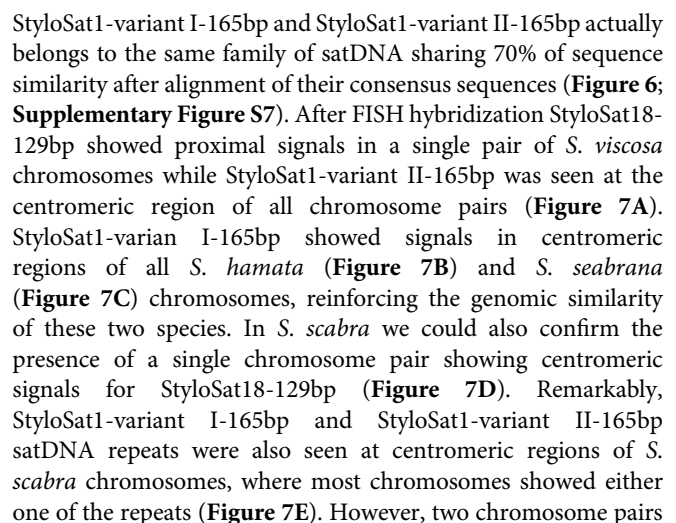 StyloSat1-variant I-165bp and StyloSat1-variant II-165bp actually
belongs to the same family of satDNA sharing 70% of sequence
similarity after alignment of their consensus sequences (Figure 6;
Supplementary Figure S7). After FISH hybridization StyloSat18-
129bp showed proximal signals in a single pair of S. viscosa
chromosomes while StyloSat1-variant II-165bp was seen at the
centromeric region of all chromosome pairs (Figure 7A).
StyloSat1-varian I-165bp showed signals in centromeric
regions of all S. hamata (Figure 7B) and S. seabrana
(Figure 7C) chromosomes, reinforcing the genomic similarity
of these two species. In S. scabra we could also confirm the
presence of a single chromosome pair showing centromeric
signals for StyloSat18-129bp (Figure 7D). Remarkably,
StyloSat1-variant I-165bp and StyloSat1-variant II-165bp
satDNA repeats were also seen at centromeric regions of S.
scabra chromosomes, where most chromosomes showed either
one of the repeats (Figure 7E). However, two chromosome pairs